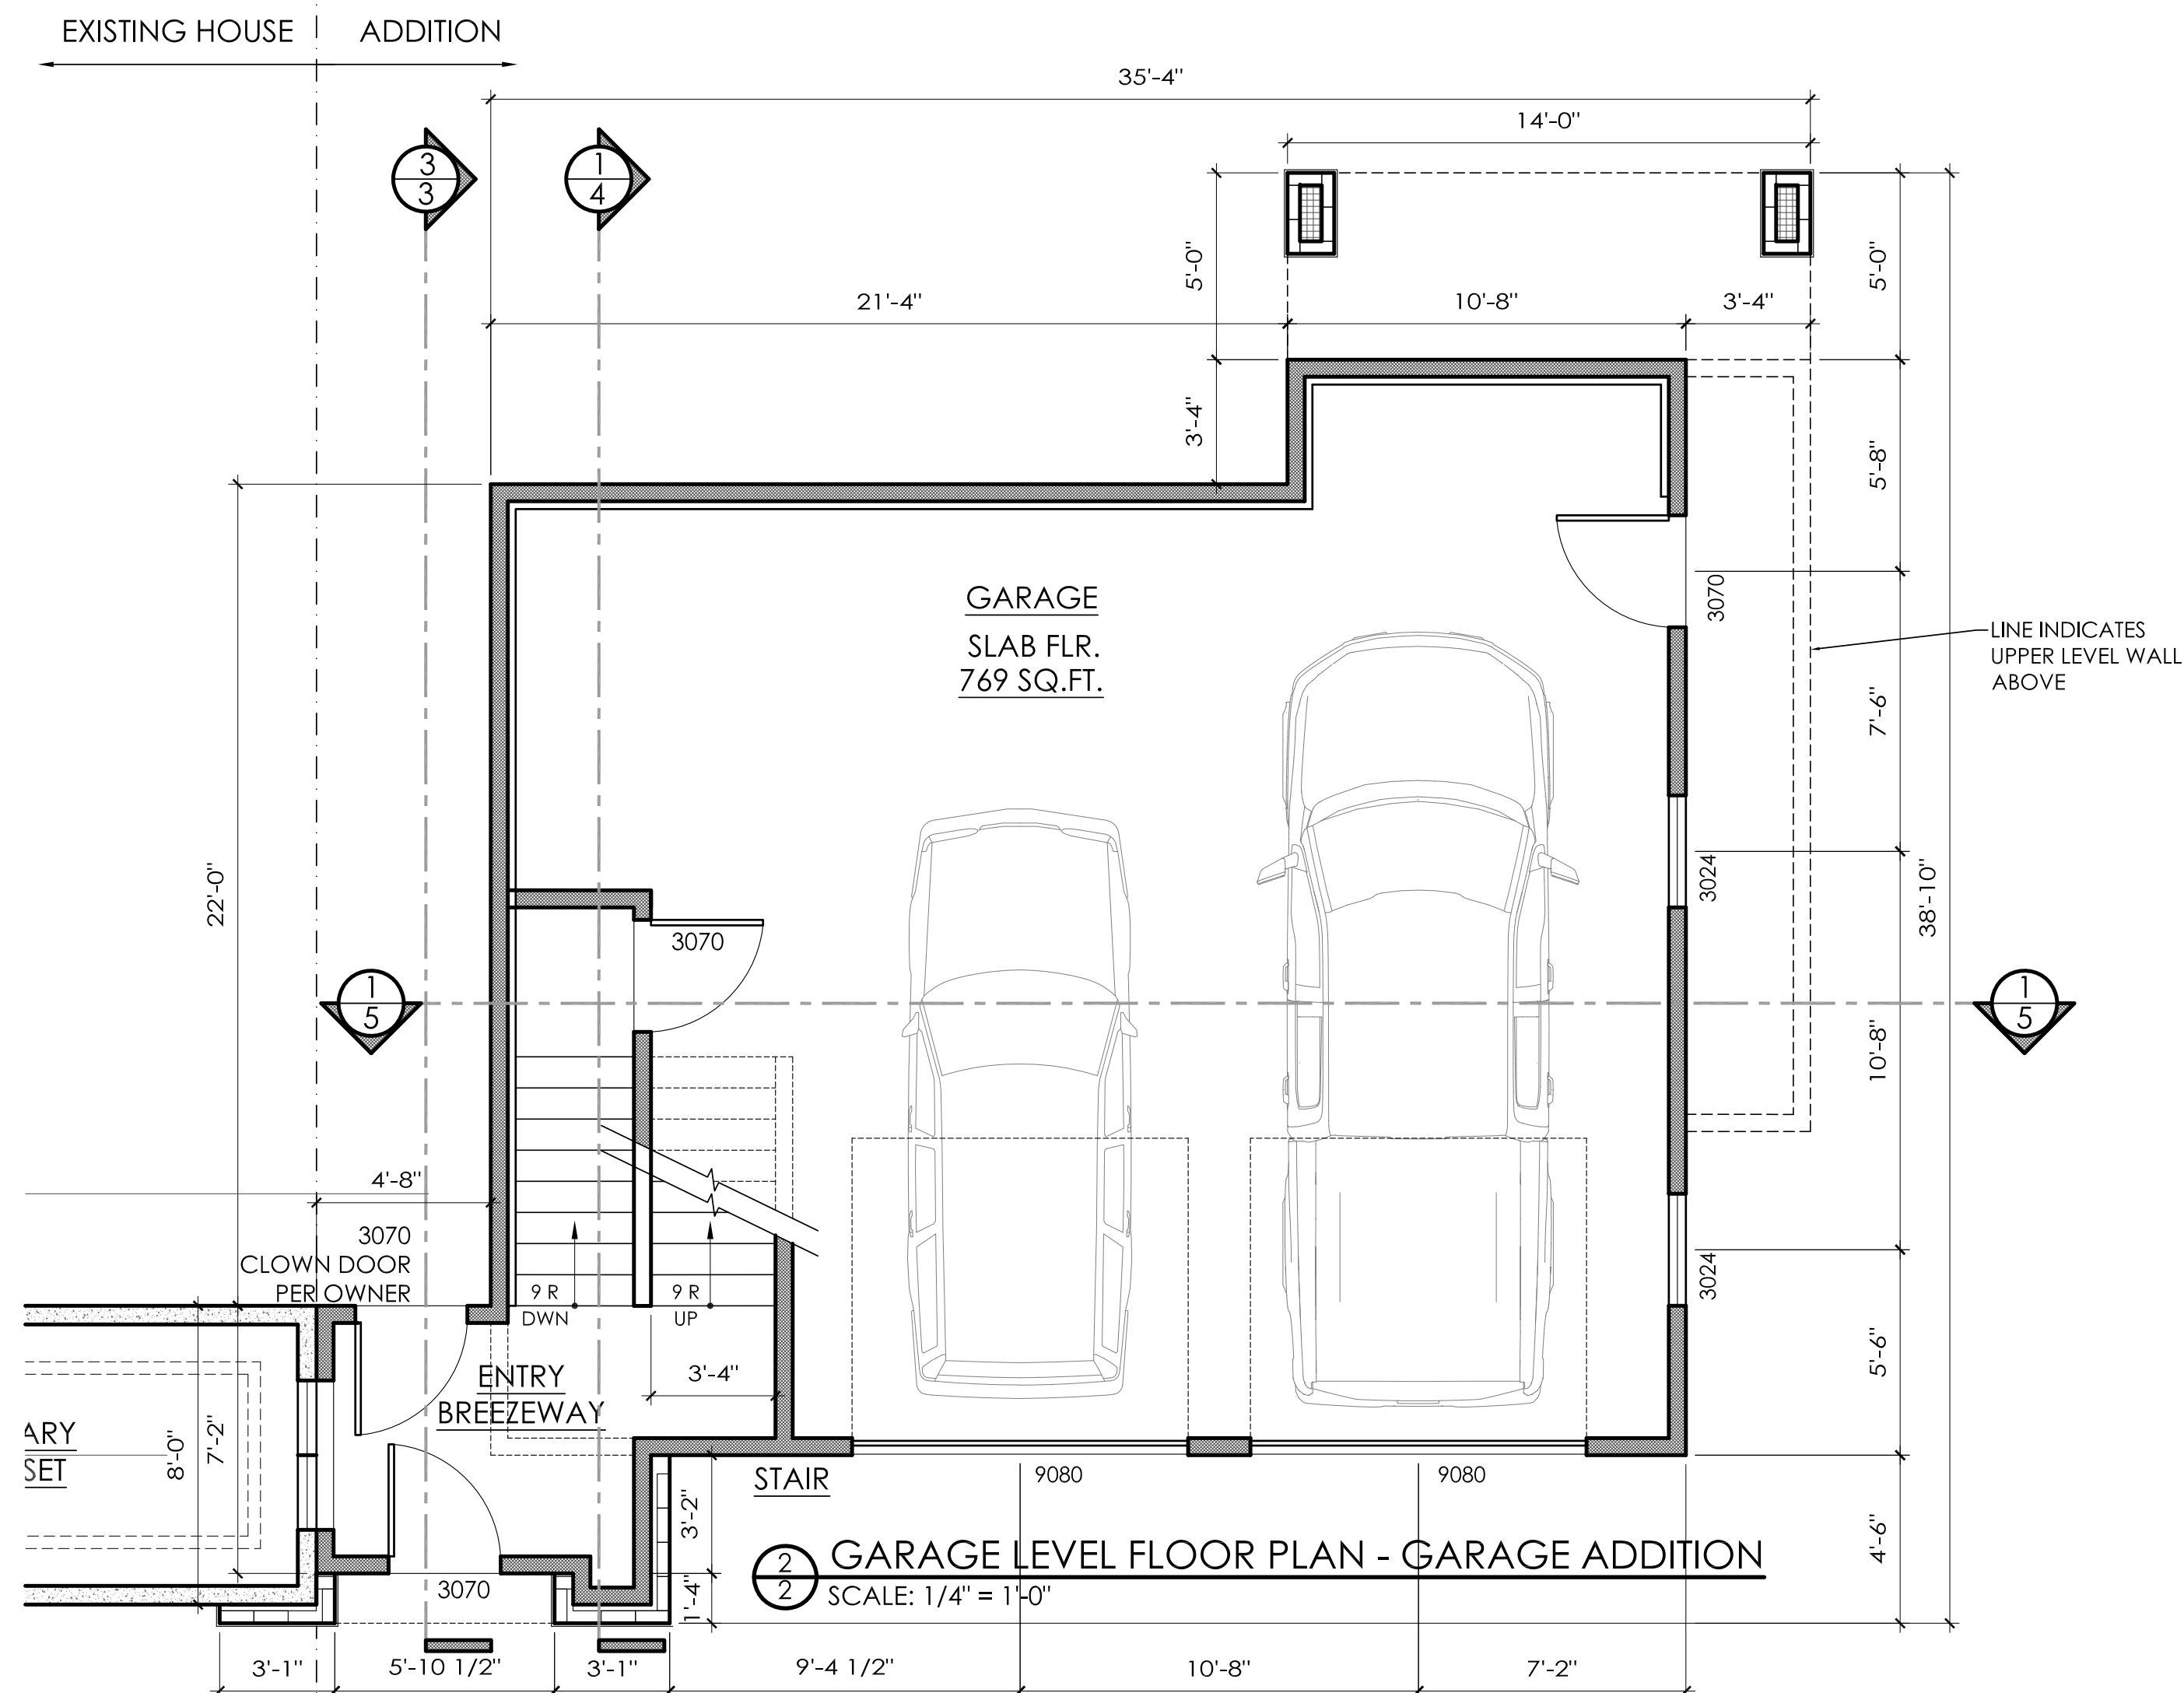 EXISTING HOUSE
ADDITION
35'-4"
14'-0"
3
3
1
4
5'-0"
5'-0"
21'-4"
10'-8"
3'-4"
3'-4"
5'-8"
GARAGE
SLAB FLR.
769 SQ.FT.
3070
LINE INDICATES
UPPER LEVEL WALL
ABOVE
7'-6"
22'-0"
3024
38'-10"
3070
1
5
1
5
10'-8"
4'-8"
3070
CLOWN DOOR
PER OWNER
9 R
DWN
9 R
UP
3024
ENTRY
BREEZEWAY
3'-4"
5'-6"
ARY
SET
8'-0"
7'-2"
STAIR
9080
9080
3'-2"
2
2
GARAGE LEVEL FLOOR PLAN - GARAGE ADDITION
SCALE: 1/4" = 1'-0"
4'-6"
3070
1'-4"
3'-1"
5'-10 1/2"
3'-1"
9'-4 1/2"
10'-8"
7'-2"